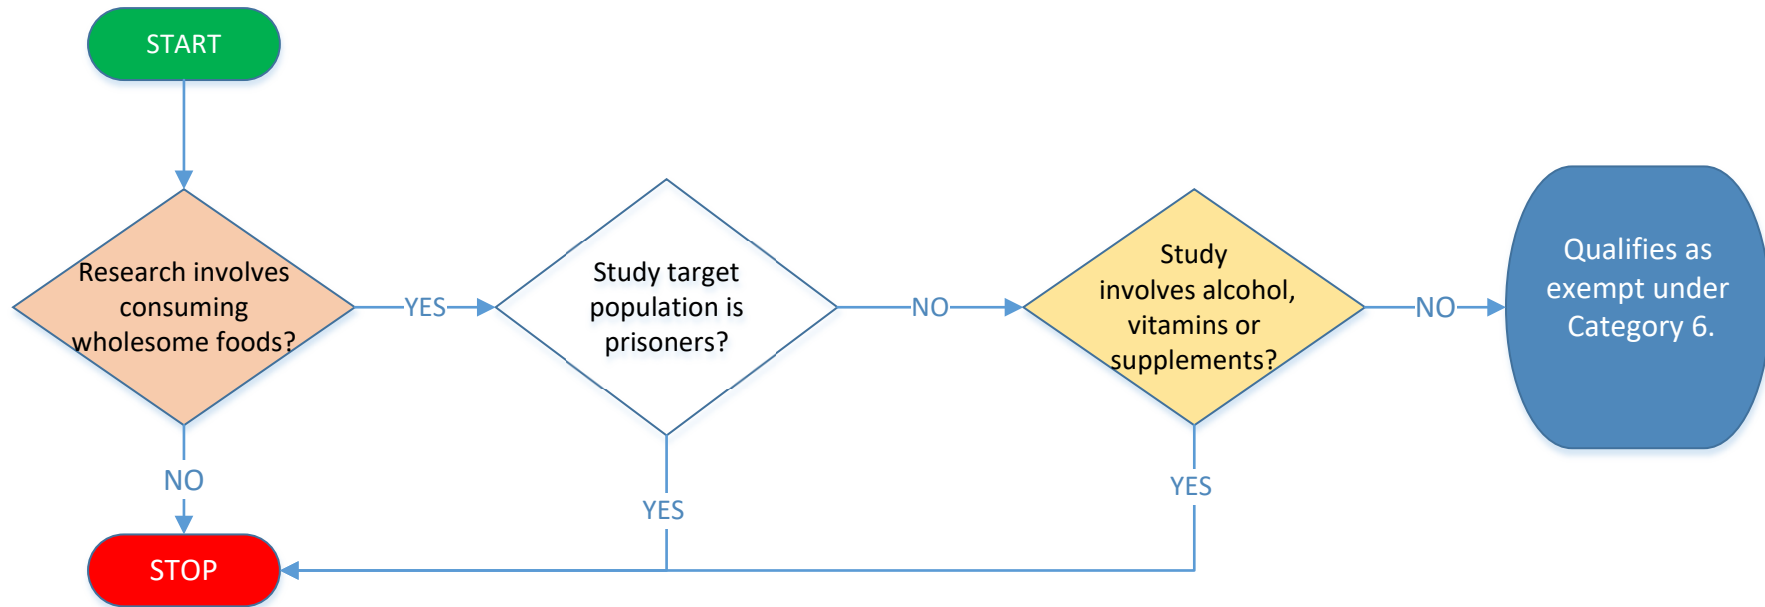 START
Research involves
consuming
wholesome foods?
YES
Study target
population is
prisoners?
NO
Study
involves alcohol,
vitamins or
supplements?
NO
Qualifies as
exempt under
Category 6.
NO
YES
YES
STOP